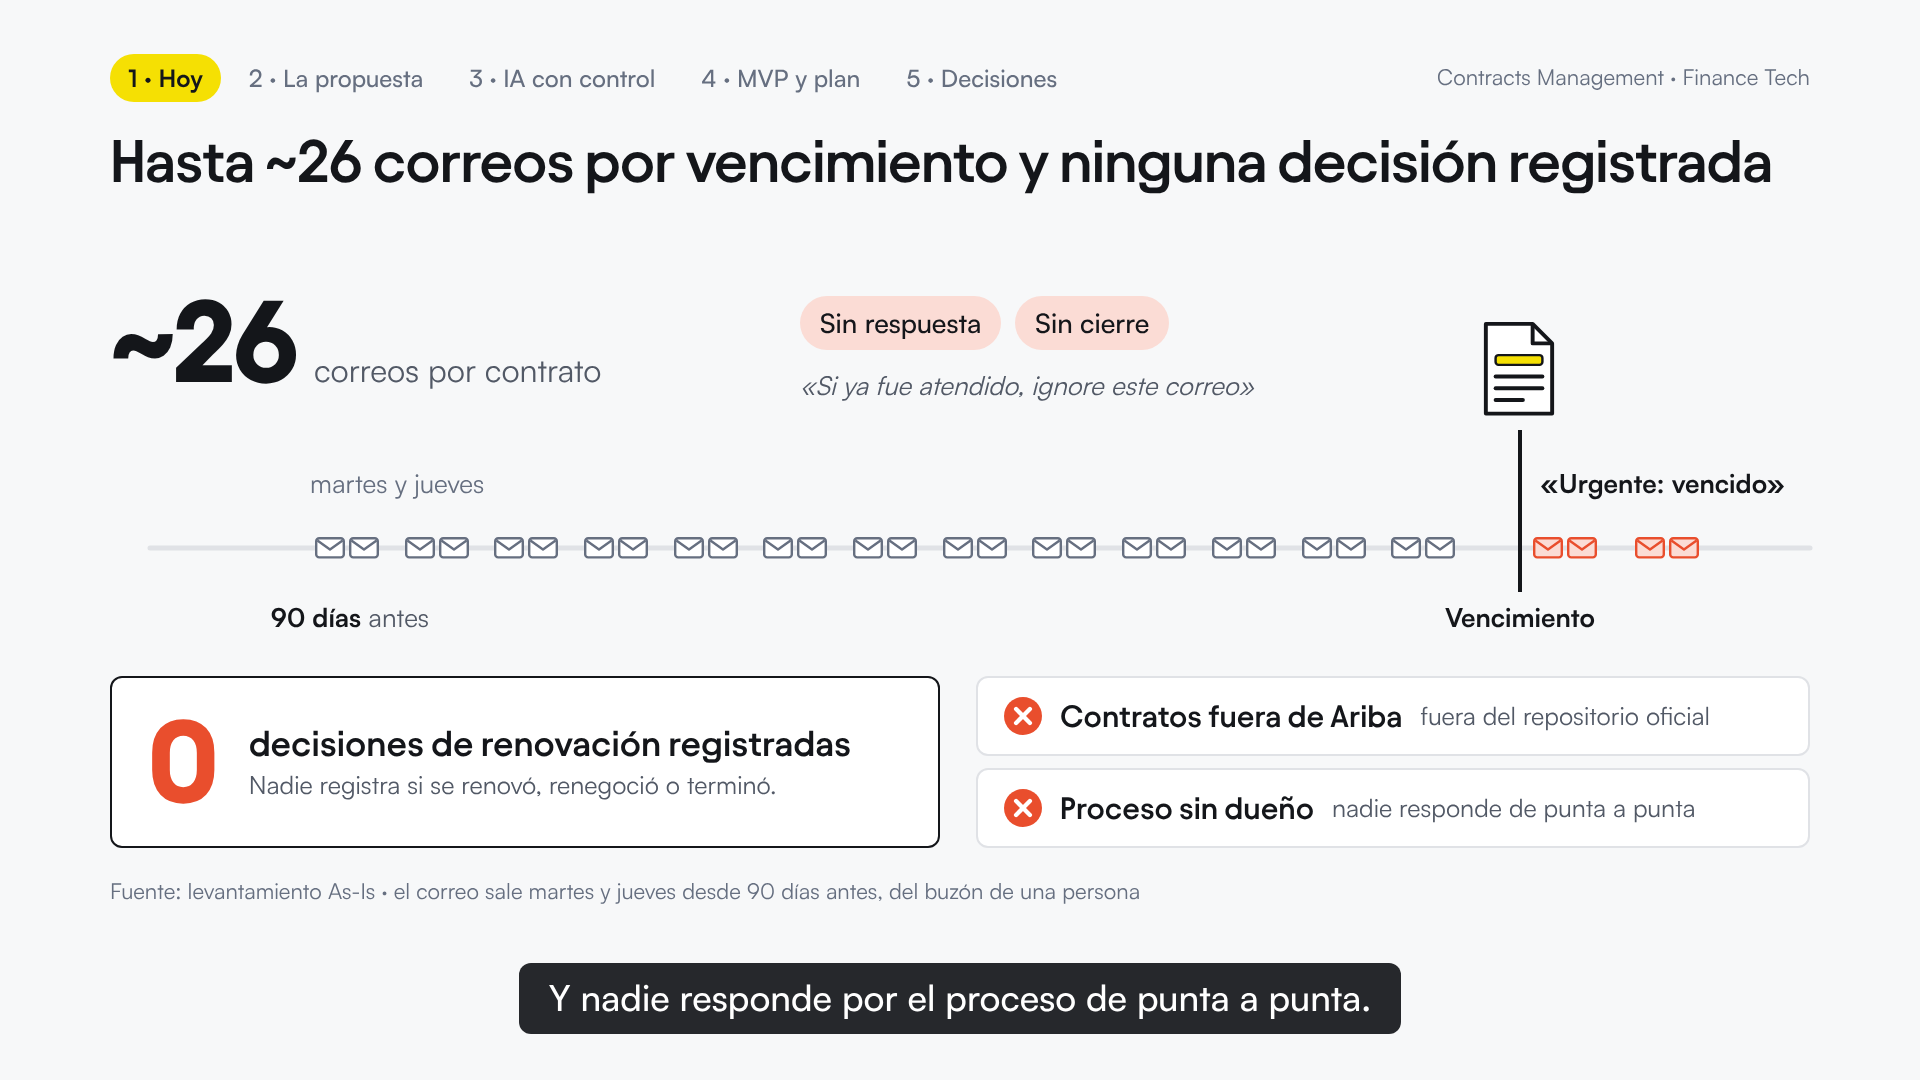 1 · Hoy
2 · La propuesta
3 · IA con control
4 · MVP y plan
5 · Decisiones
Contracts Management · Finance Tech
Hasta ~26 correos por vencimiento y ninguna decisión registrada
~26 correos por contrato
Sin respuesta
Sin cierre
«Si ya fue atendido, ignore este correo»
martes y jueves
«Urgente: vencido»
90 días antes
Vencimiento
0
decisiones de renovación registradas
Nadie registra si se renovó, renegoció o terminó.
Contratos fuera de Ariba fuera del repositorio oficial
Proceso sin dueño nadie responde de punta a punta
Fuente: levantamiento As-Is · el correo sale martes y jueves desde 90 días antes, del buzón de una persona
Y nadie responde por el proceso de punta a punta.